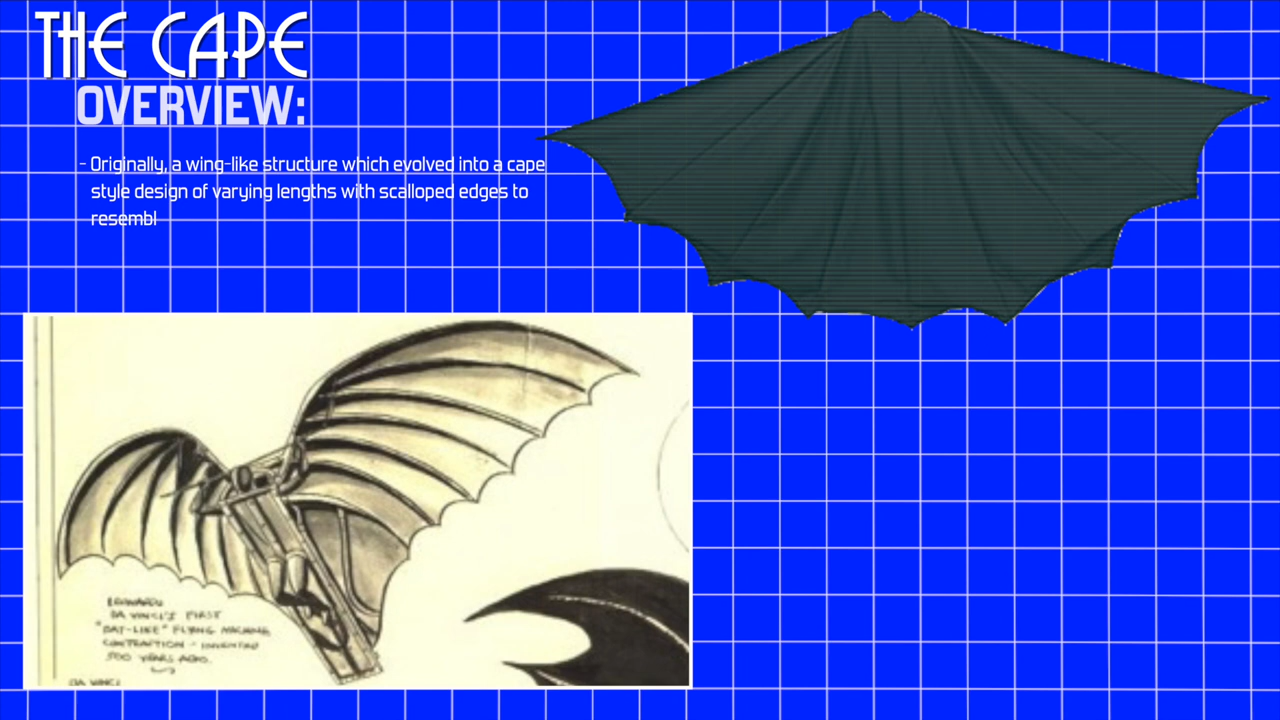 THE CAPE
OVERVIEW:
- Originally, a wing-like structure which evolved into a cape
style design of varying lengths with scalloped edges to
resembl
LEONARDO
DA VINCI'S FIRST
"BAT-LIKE" FLYING MACHINE
CONTRAPTION - INVENTED
500 YEARS AGO.
DA VINCI